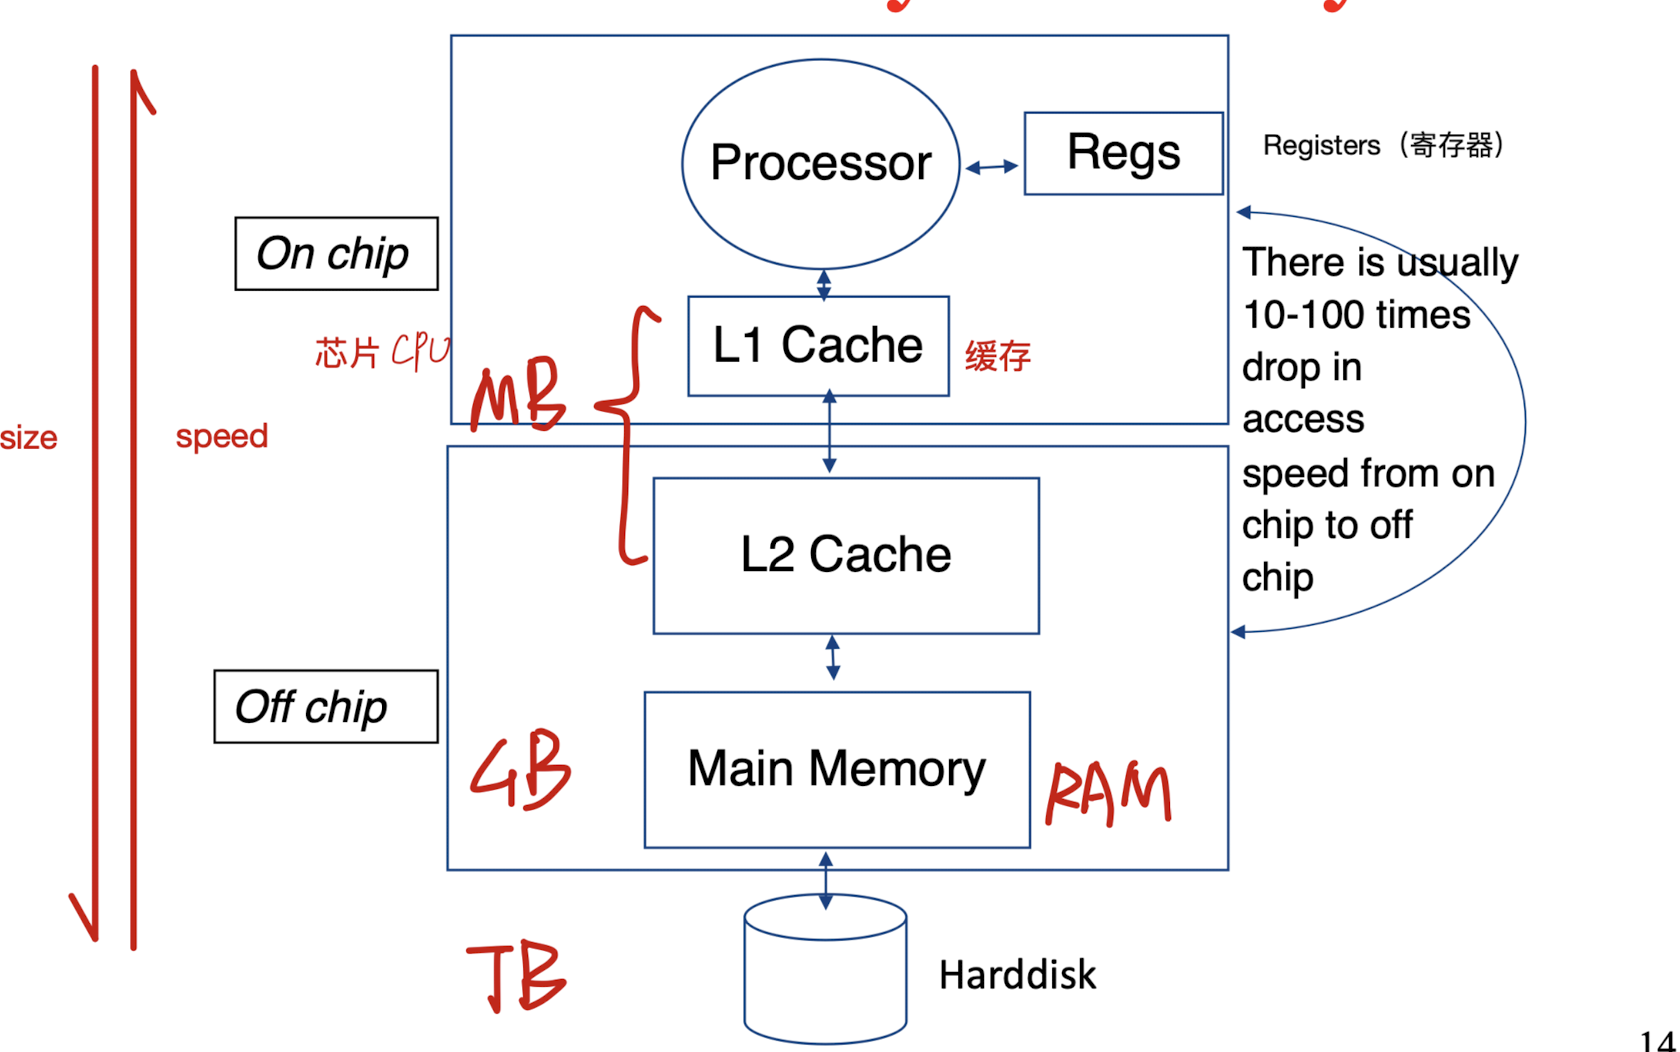 Processor
Regs
Registers（寄存器）
On chip
There is usually
10-100 times
drop in
access
speed from on
chip to off
chip
L1 Cache
缓存
芯片 CPU
MB
size
speed
L2 Cache
Off chip
GB
Main Memory
RAM
TB
Harddisk
14